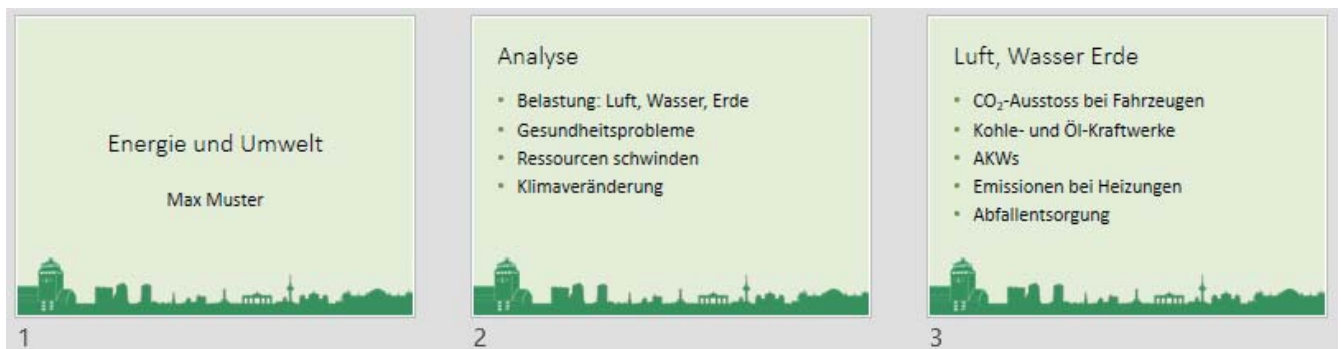 Energie und Umwelt
Max Muster
1
Analyse
• Belastung: Luft, Wasser, Erde
• Gesundheitsprobleme
• Ressourcen schwinden
• Klimaveränderung
2
Luft, Wasser Erde
• CO₂-Ausstoss bei Fahrzeugen
• Kohle- und Öl-Kraftwerke
• AKWs
• Emissionen bei Heizungen
• Abfallentsorgung
3